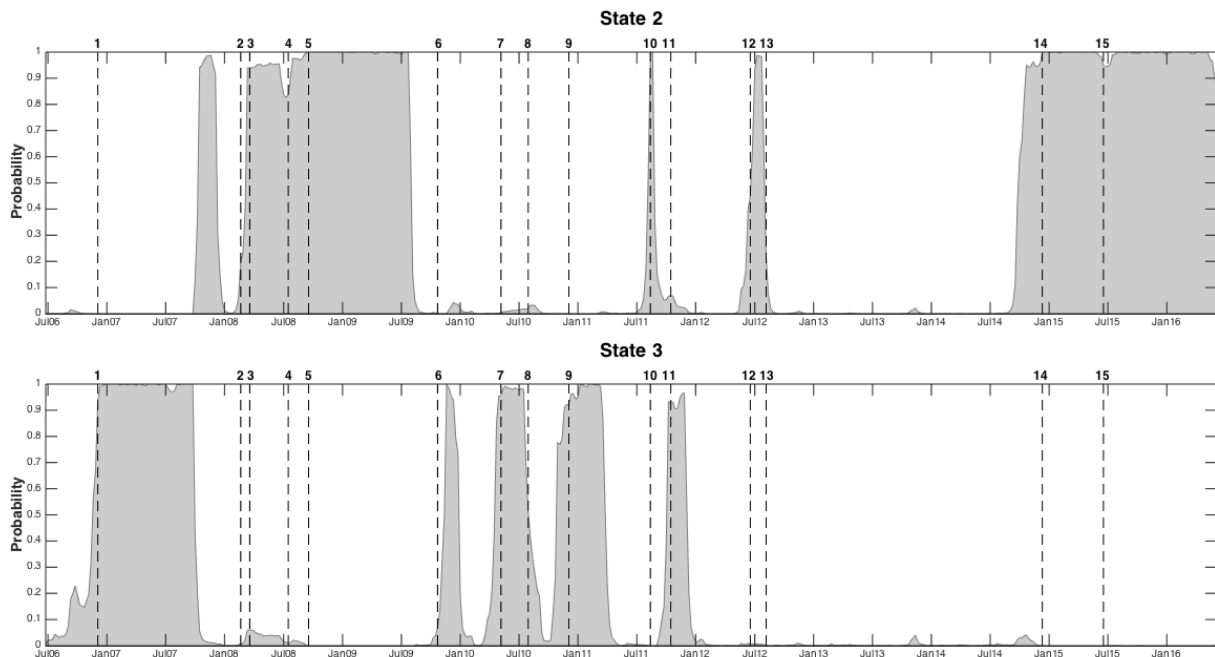 State 2
1 2 3 4 5 6 7 8 9 10 11 12 13 14 15
1
0.9
0.8
0.7
0.6
0.5
0.4
0.3
0.2
0.1
0
Probability
Jul06 Jan07 Jul07 Jan08 Jul08 Jan09 Jul09 Jan10 Jul10 Jan11 Jul11 Jan12 Jul12 Jan13 Jul13 Jan14 Jul14 Jan15 Jul15 Jan16
State 3
1 2 3 4 5 6 7 8 9 10 11 12 13 14 15
1
0.9
0.8
0.7
0.6
0.5
0.4
0.3
0.2
0.1
0
Probability
Jul06 Jan07 Jul07 Jan08 Jul08 Jan09 Jul09 Jan10 Jul10 Jan11 Jul11 Jan12 Jul12 Jan13 Jul13 Jan14 Jul14 Jan15 Jul15 Jan16